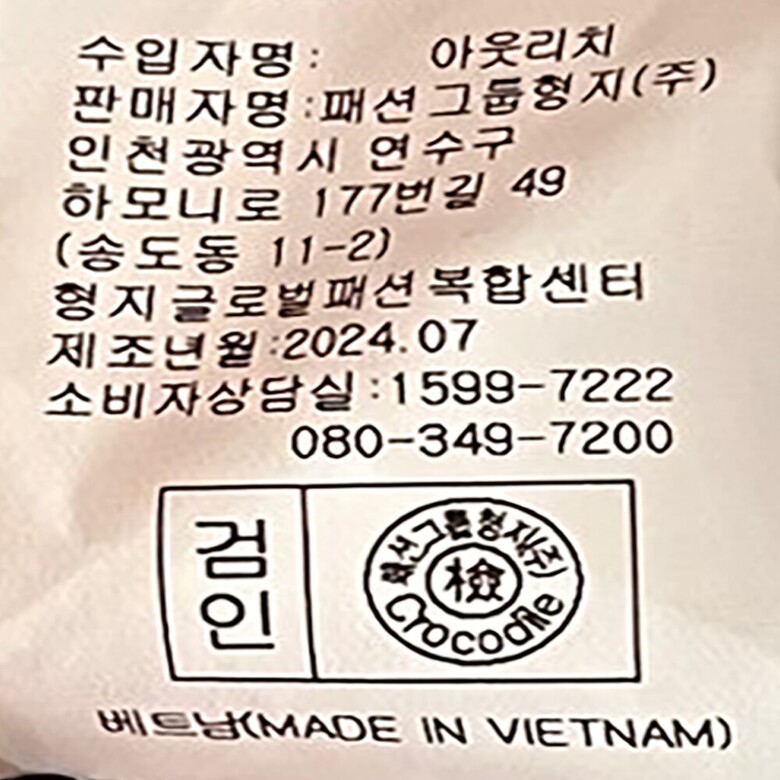 수입자명: 아웃리치
판매자명:패션그룹형지(주)
인천광역시 연수구
하모니로 177번길 49
(송도동 11-2)
형지글로벌패션복합센터
제조년월:2024.07
소비자상담실:1599-7222
080-349-7200
검인
패션그룹형지(주)
檢
Crocodile
베트남(MADE IN VIETNAM)